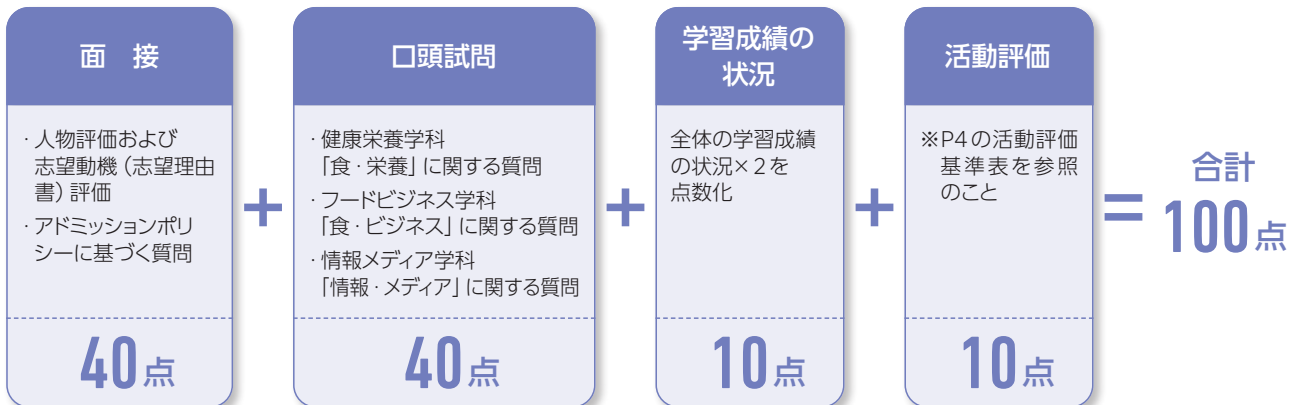 面 接
・人物評価および
志望動機(志望理由
書)評価
・アドミッションポリ
シーに基づく質問
40点
+
口頭試問
・健康栄養学科
「食・栄養」に関する質問
・フードビジネス学科
「食・ビジネス」に関する質問
・情報メディア学科
「情報・メディア」に関する質問
40点
+
学習成績の
状況
全体の学習成績
の状況×2を
点数化
10点
+
活動評価
※P4の活動評価
基準表を参照
のこと
10点
=
合計
100点